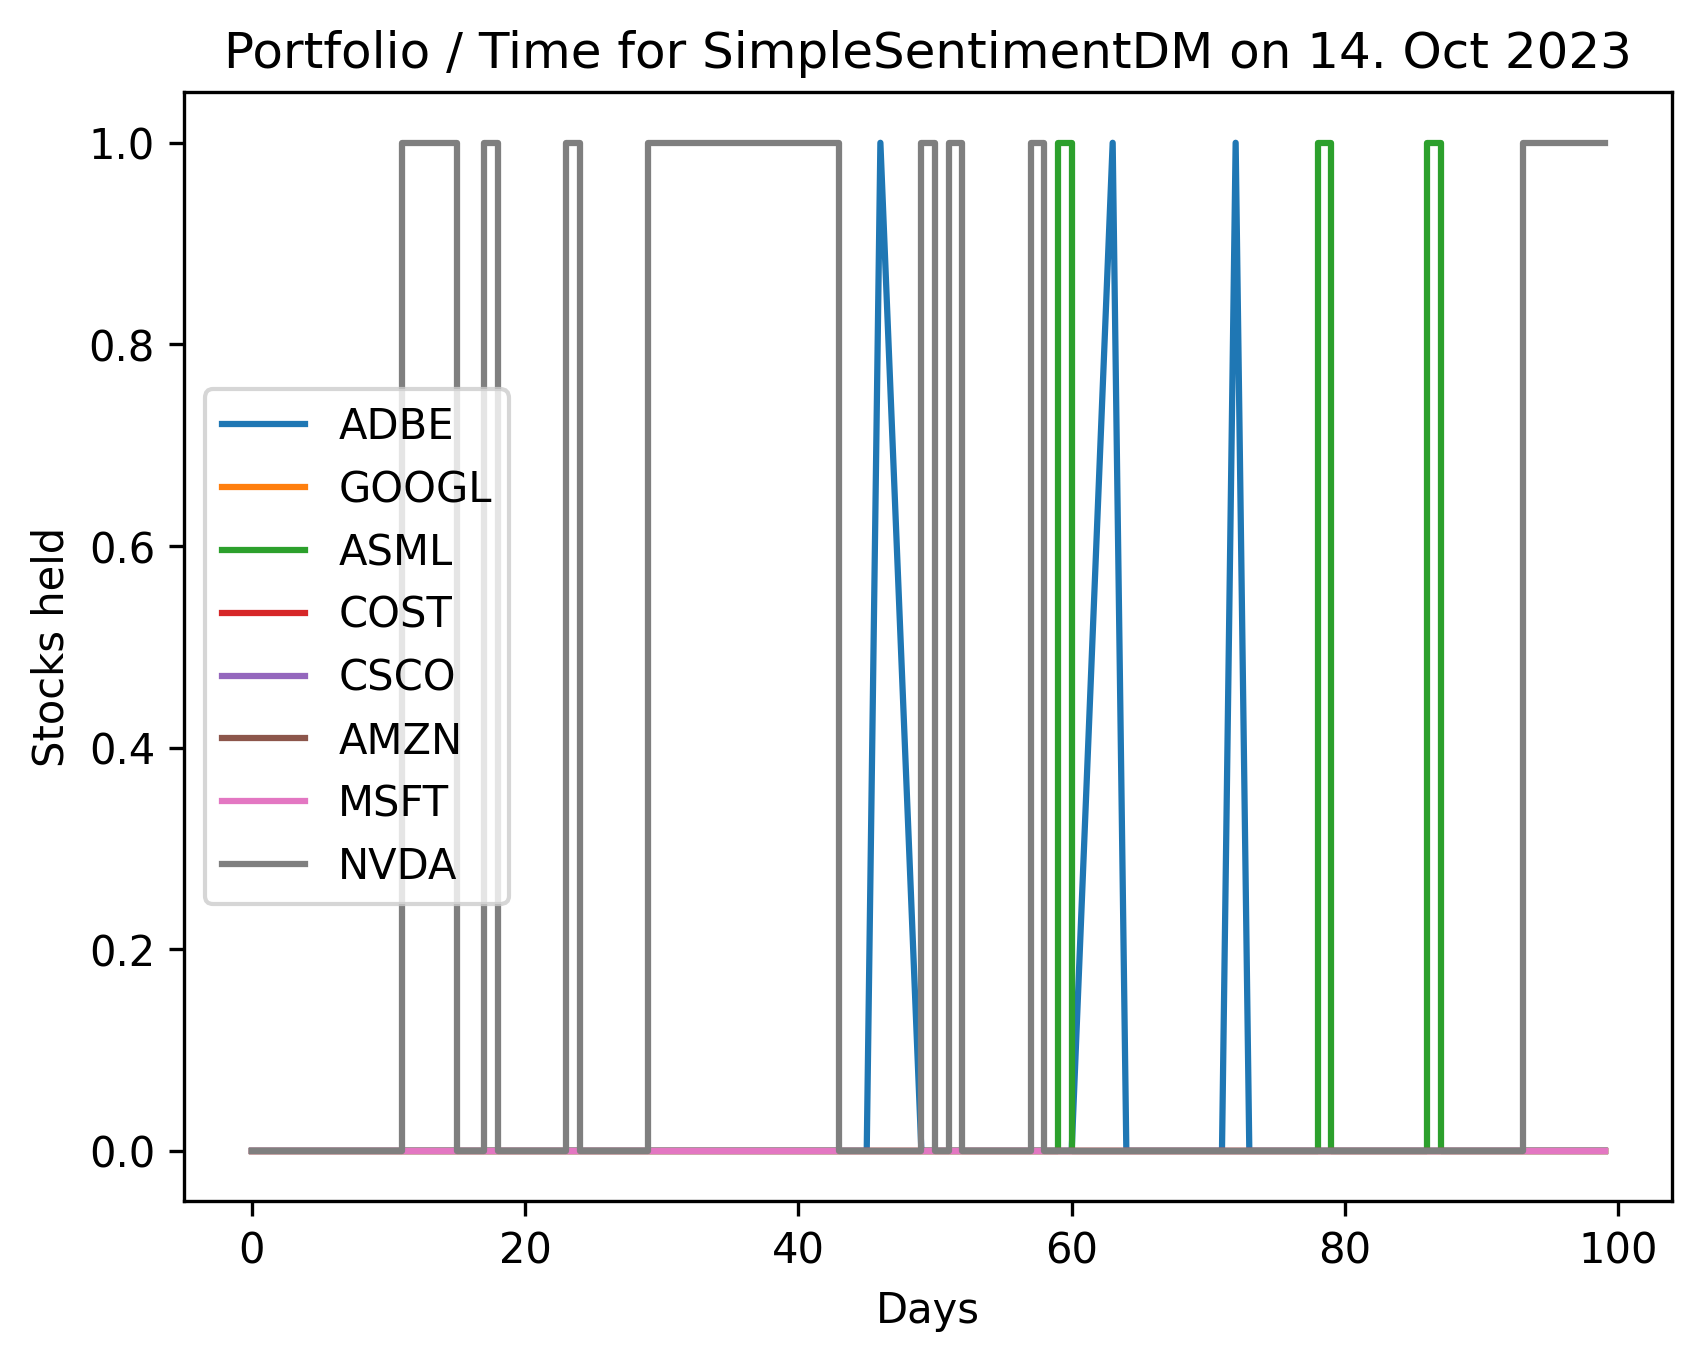 Portfolio / Time for SimpleSentimentDM on 14. Oct 2023
1.0
0.8
0.6
0.4
0.2
0.0
Stocks held
ADBE
GOOGL
ASML
COST
CSCO
AMZN
MSFT
NVDA
0 20 40 60 80 100
Days